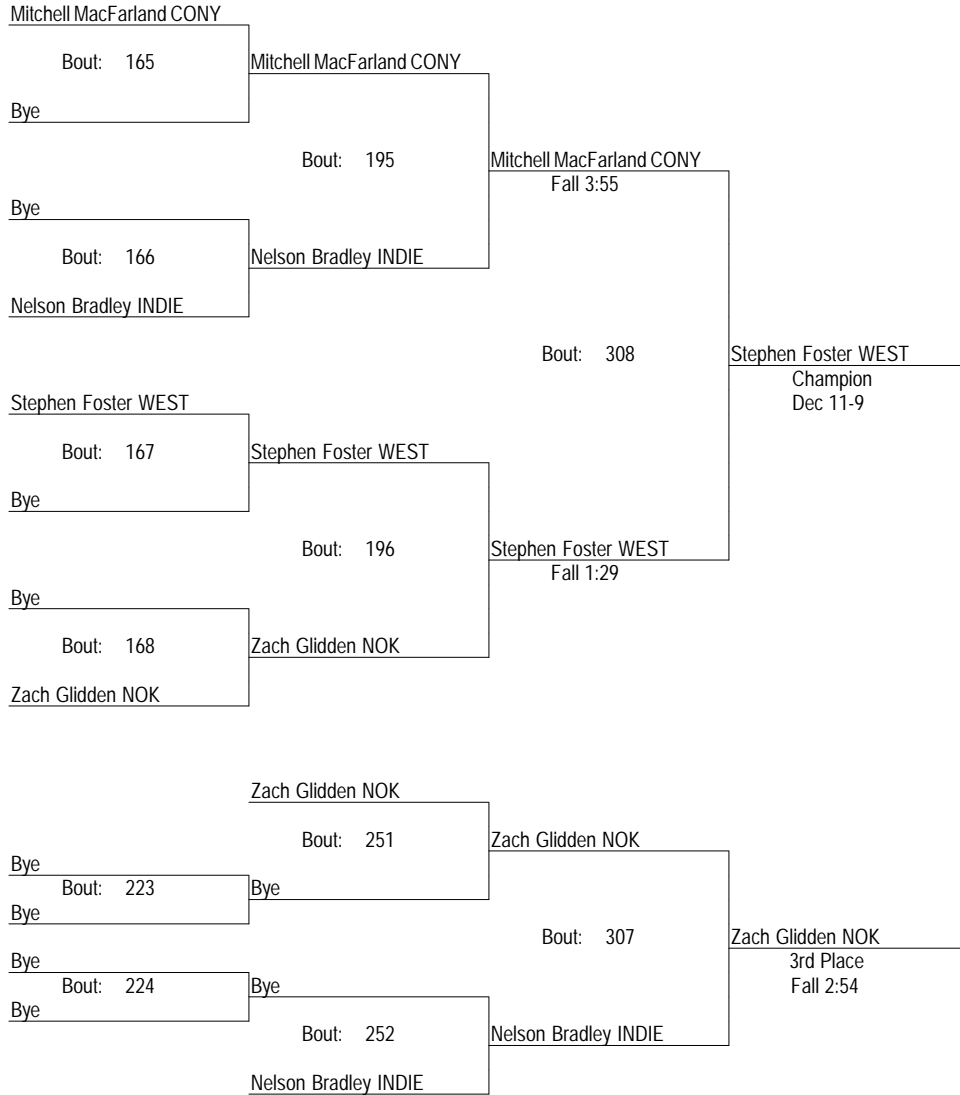 Mitchell MacFarland CONY
Bout: 165
Mitchell MacFarland CONY
Bye
Bout: 195
Mitchell MacFarland CONY
Fall 3:55
Bye
Bout: 166
Nelson Bradley INDIE
Nelson Bradley INDIE
Bout: 308
Stephen Foster WEST
Champion
Dec 11-9
Stephen Foster WEST
Bout: 167
Stephen Foster WEST
Bye
Bout: 196
Stephen Foster WEST
Fall 1:29
Bye
Bout: 168
Zach Glidden NOK
Zach Glidden NOK
Zach Glidden NOK
Bout: 251
Zach Glidden NOK
Bye
Bout: 223
Bye
Bye
Bout: 307
Zach Glidden NOK
3rd Place
Fall 2:54
Bye
Bout: 224
Bye
Bye
Bout: 252
Nelson Bradley INDIE
Nelson Bradley INDIE